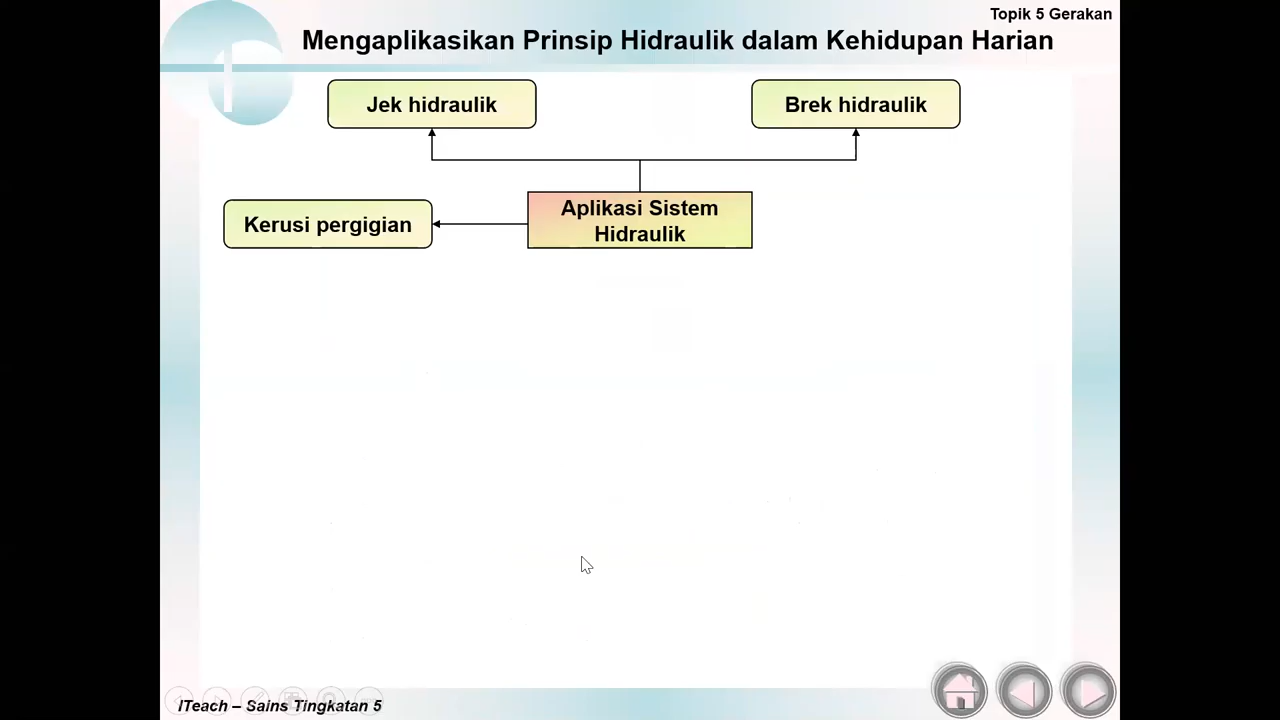 Topik 5 Gerakan
Mengaplikasikan Prinsip Hidraulik dalam Kehidupan Harian
Jek hidraulik
Brek hidraulik
Kerusi pergigian
Aplikasi Sistem
Hidraulik
ITeach – Sains Tingkatan 5